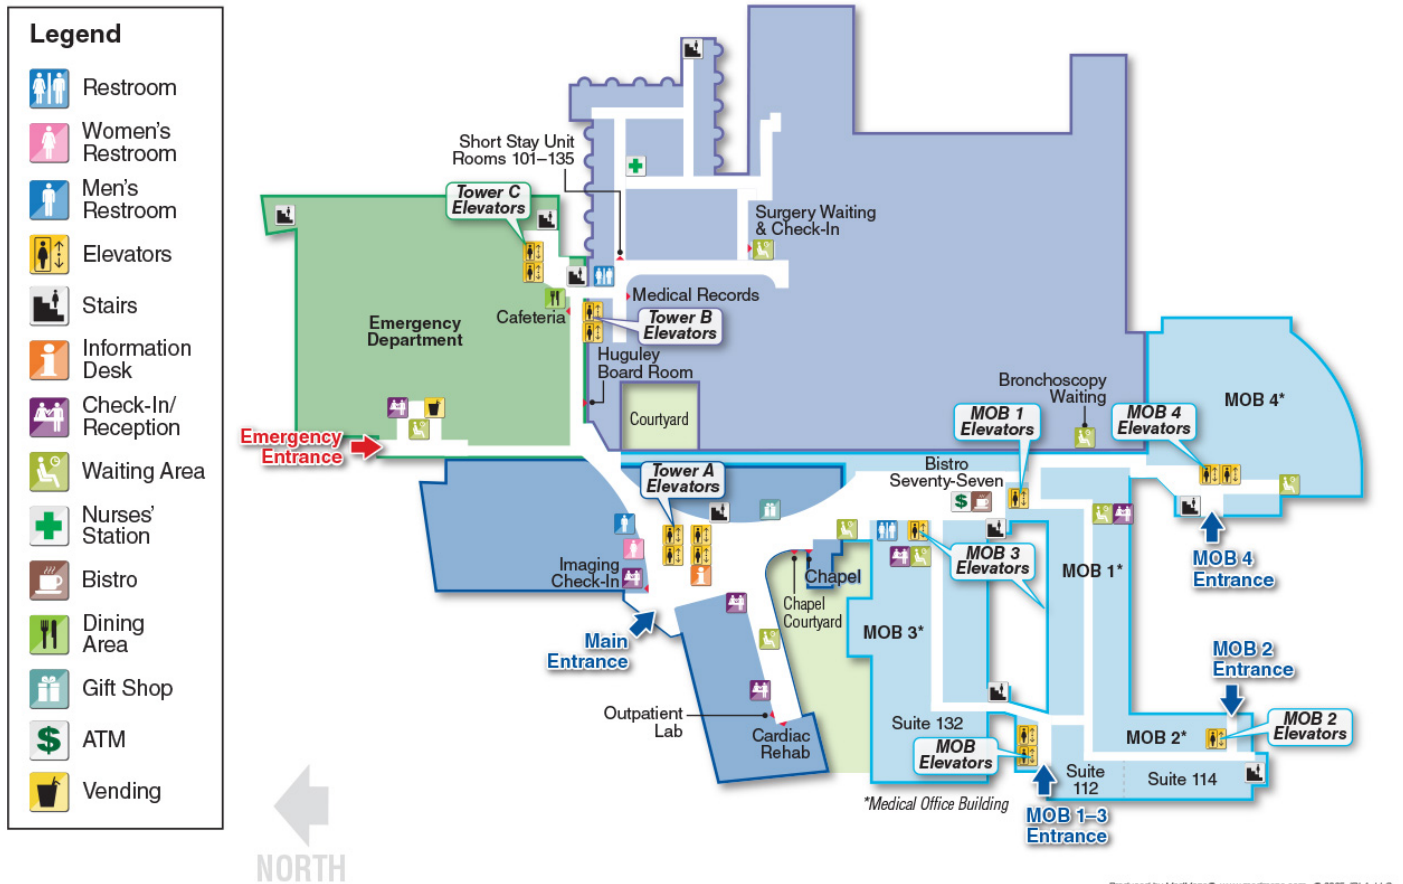 Legend
Restroom
Women's
Restroom
Men's
Restroom
Elevators
Stairs
Information
Desk
Check-In/
Reception
Waiting Area
Nurses'
Station
Bistro
Dining
Area
Gift Shop
ATM
Vending
Short Stay Unit
Rooms 101–135
Tower C
Elevators
Surgery Waiting
& Check-In
Medical Records
Cafeteria
Tower B
Elevators
Emergency
Department
Huguley
Board Room
Courtyard
Emergency
Entrance
Bronchoscopy
Waiting
MOB 1
Elevators
MOB 4
Elevators
MOB 4*
Tower A
Elevators
Bistro
Seventy-Seven
Imaging
Check-In
Chapel
Chapel
Courtyard
MOB 3
Elevators
MOB 1*
MOB 4
Entrance
Main
Entrance
MOB 3*
MOB 2
Entrance
Outpatient
Lab
Cardiac
Rehab
Suite 132
MOB
Elevators
MOB 2*
MOB 2
Elevators
Suite
112
Suite 114
*Medical Office Building
MOB 1–3
Entrance
NORTH